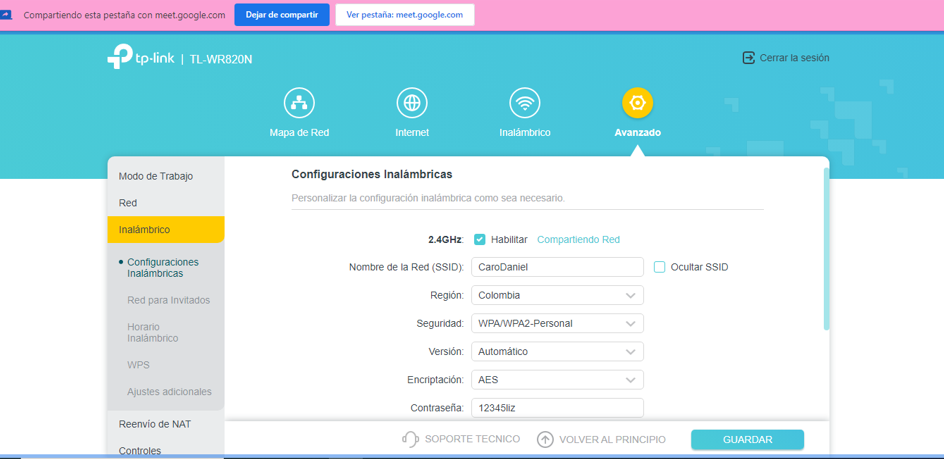 Compartiendo esta pestaña con meet.google.com
Dejar de compartir
Ver pestaña: meet.google.com
tp-link | TL-WR820N
Cerrar la sesión
Mapa de Red
Internet
Inalámbrico
Avanzado
Modo de Trabajo
Red
Inalámbrico
Configuraciones
Inalámbricas
Red para Invitados
Horario
Inalámbrico
WPS
Ajustes adicionales
Reenvío de NAT
Controles
Configuraciones Inalámbricas
Personalizar la configuración inalámbrica como sea necesario.
2.4GHz: Habilitar Compartiendo Red
Nombre de la Red (SSID): CaroDaniel Ocultar SSID
Región: Colombia
Seguridad: WPA/WPA2-Personal
Versión: Automático
Encriptación: AES
Contraseña: 12345liz
SOPORTE TECNICO
VOLVER AL PRINCIPIO
GUARDAR